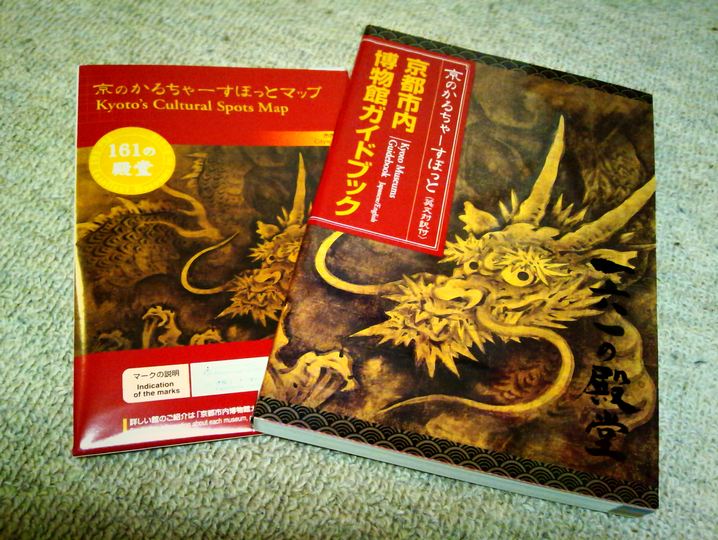 京のかるちゃーすぽっとマップ
Kyoto's Cultural Spots Map
161の
殿堂
マークの説明
Indication
of the marks
詳しい館のご紹介は「京都市内博物館
about each museum,
京のかるちゃーすぽっと（英文対訳付）
京都市内
博物館ガイドブック
Kyoto Museums
Guidebook Japanese/English
一六一の殿堂